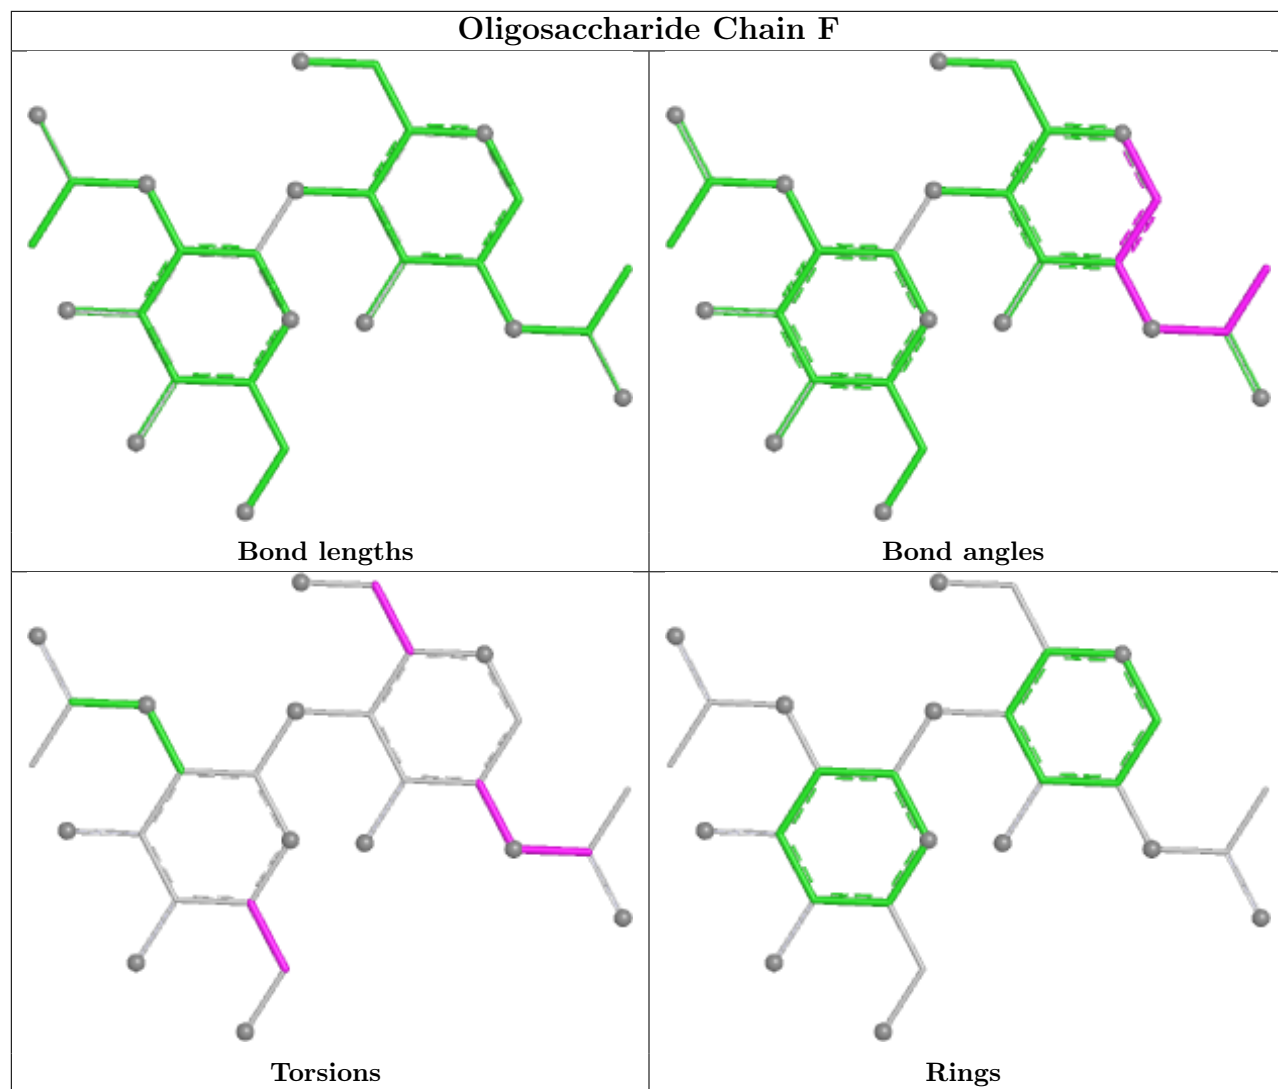 Oligosaccharide Chain F
Bond lengths
Bond angles
Torsions
Rings